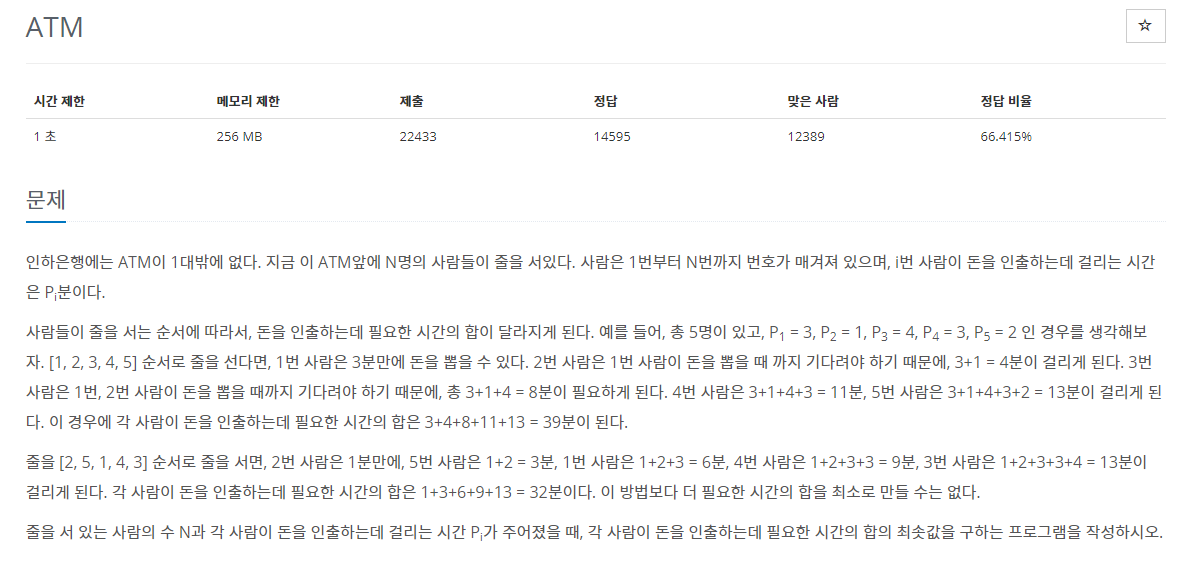 ATM
시간 제한 메모리 제한 제출 정답 맞은 사람 정답 비율
1 초 256 MB 22433 14595 12389 66.415%
문제
인하은행에는 ATM이 1대밖에 없다. 지금 이 ATM앞에 N명의 사람들이 줄을 서있다. 사람은 1번부터 N번까지 번호가 매겨져 있으며, i번 사람이 돈을 인출하는데 걸리는 시간
은 Pi분이다.
사람들이 줄을 서는 순서에 따라서, 돈을 인출하는데 필요한 시간의 합이 달라지게 된다. 예를 들어, 총 5명이 있고, P1 = 3, P2 = 1, P3 = 4, P4 = 3, P5 = 2 인 경우를 생각해보
자. [1, 2, 3, 4, 5] 순서로 줄을 선다면, 1번 사람은 3분만에 돈을 뽑을 수 있다. 2번 사람은 1번 사람이 돈을 뽑을 때 까지 기다려야 하기 때문에, 3+1 = 4분이 걸리게 된다. 3번
사람은 1번, 2번 사람이 돈을 뽑을 때까지 기다려야 하기 때문에, 총 3+1+4 = 8분이 필요하게 된다. 4번 사람은 3+1+4+3 = 11분, 5번 사람은 3+1+4+3+2 = 13분이 걸리게 된
다. 이 경우에 각 사람이 돈을 인출하는데 필요한 시간의 합은 3+4+8+11+13 = 39분이 된다.
줄을 [2, 5, 1, 4, 3] 순서로 줄을 서면, 2번 사람은 1분만에, 5번 사람은 1+2 = 3분, 1번 사람은 1+2+3 = 6분, 4번 사람은 1+2+3+3 = 9분, 3번 사람은 1+2+3+3+4 = 13분이
걸리게 된다. 각 사람이 돈을 인출하는데 필요한 시간의 합은 1+3+6+9+13 = 32분이다. 이 방법보다 더 필요한 시간의 합을 최소로 만들 수는 없다.
줄을 서 있는 사람의 수 N과 각 사람이 돈을 인출하는데 걸리는 시간 Pi가 주어졌을 때, 각 사람이 돈을 인출하는데 필요한 시간의 합의 최솟값을 구하는 프로그램을 작성하시오.